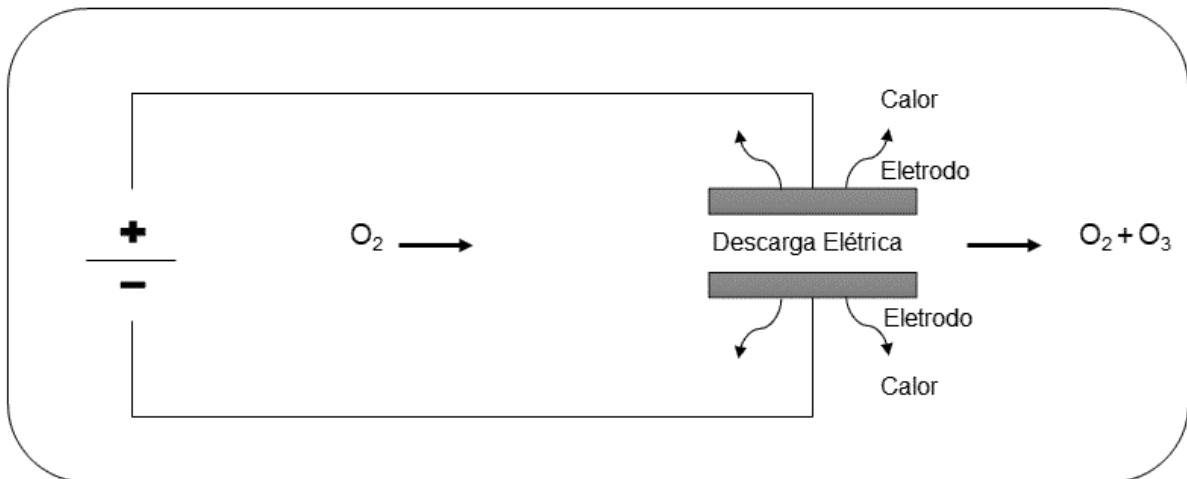 Calor
Eletrodo
+
−
O₂
Descarga Elétrica
O₂ + O₃
Eletrodo
Calor